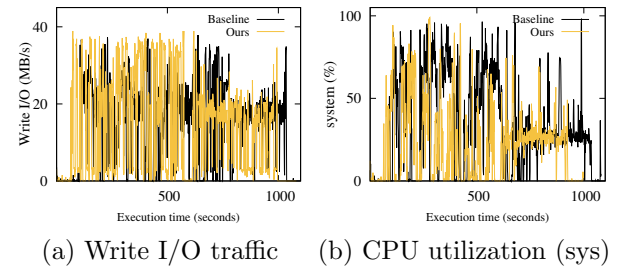 Baseline
Ours
40
20
0
Write I/O (MB/s)
500
1000
Execution time (seconds)
(a) Write I/O traffic
Baseline
Ours
100
50
0
system (%)
500
1000
Execution time (seconds)
(b) CPU utilization (sys)